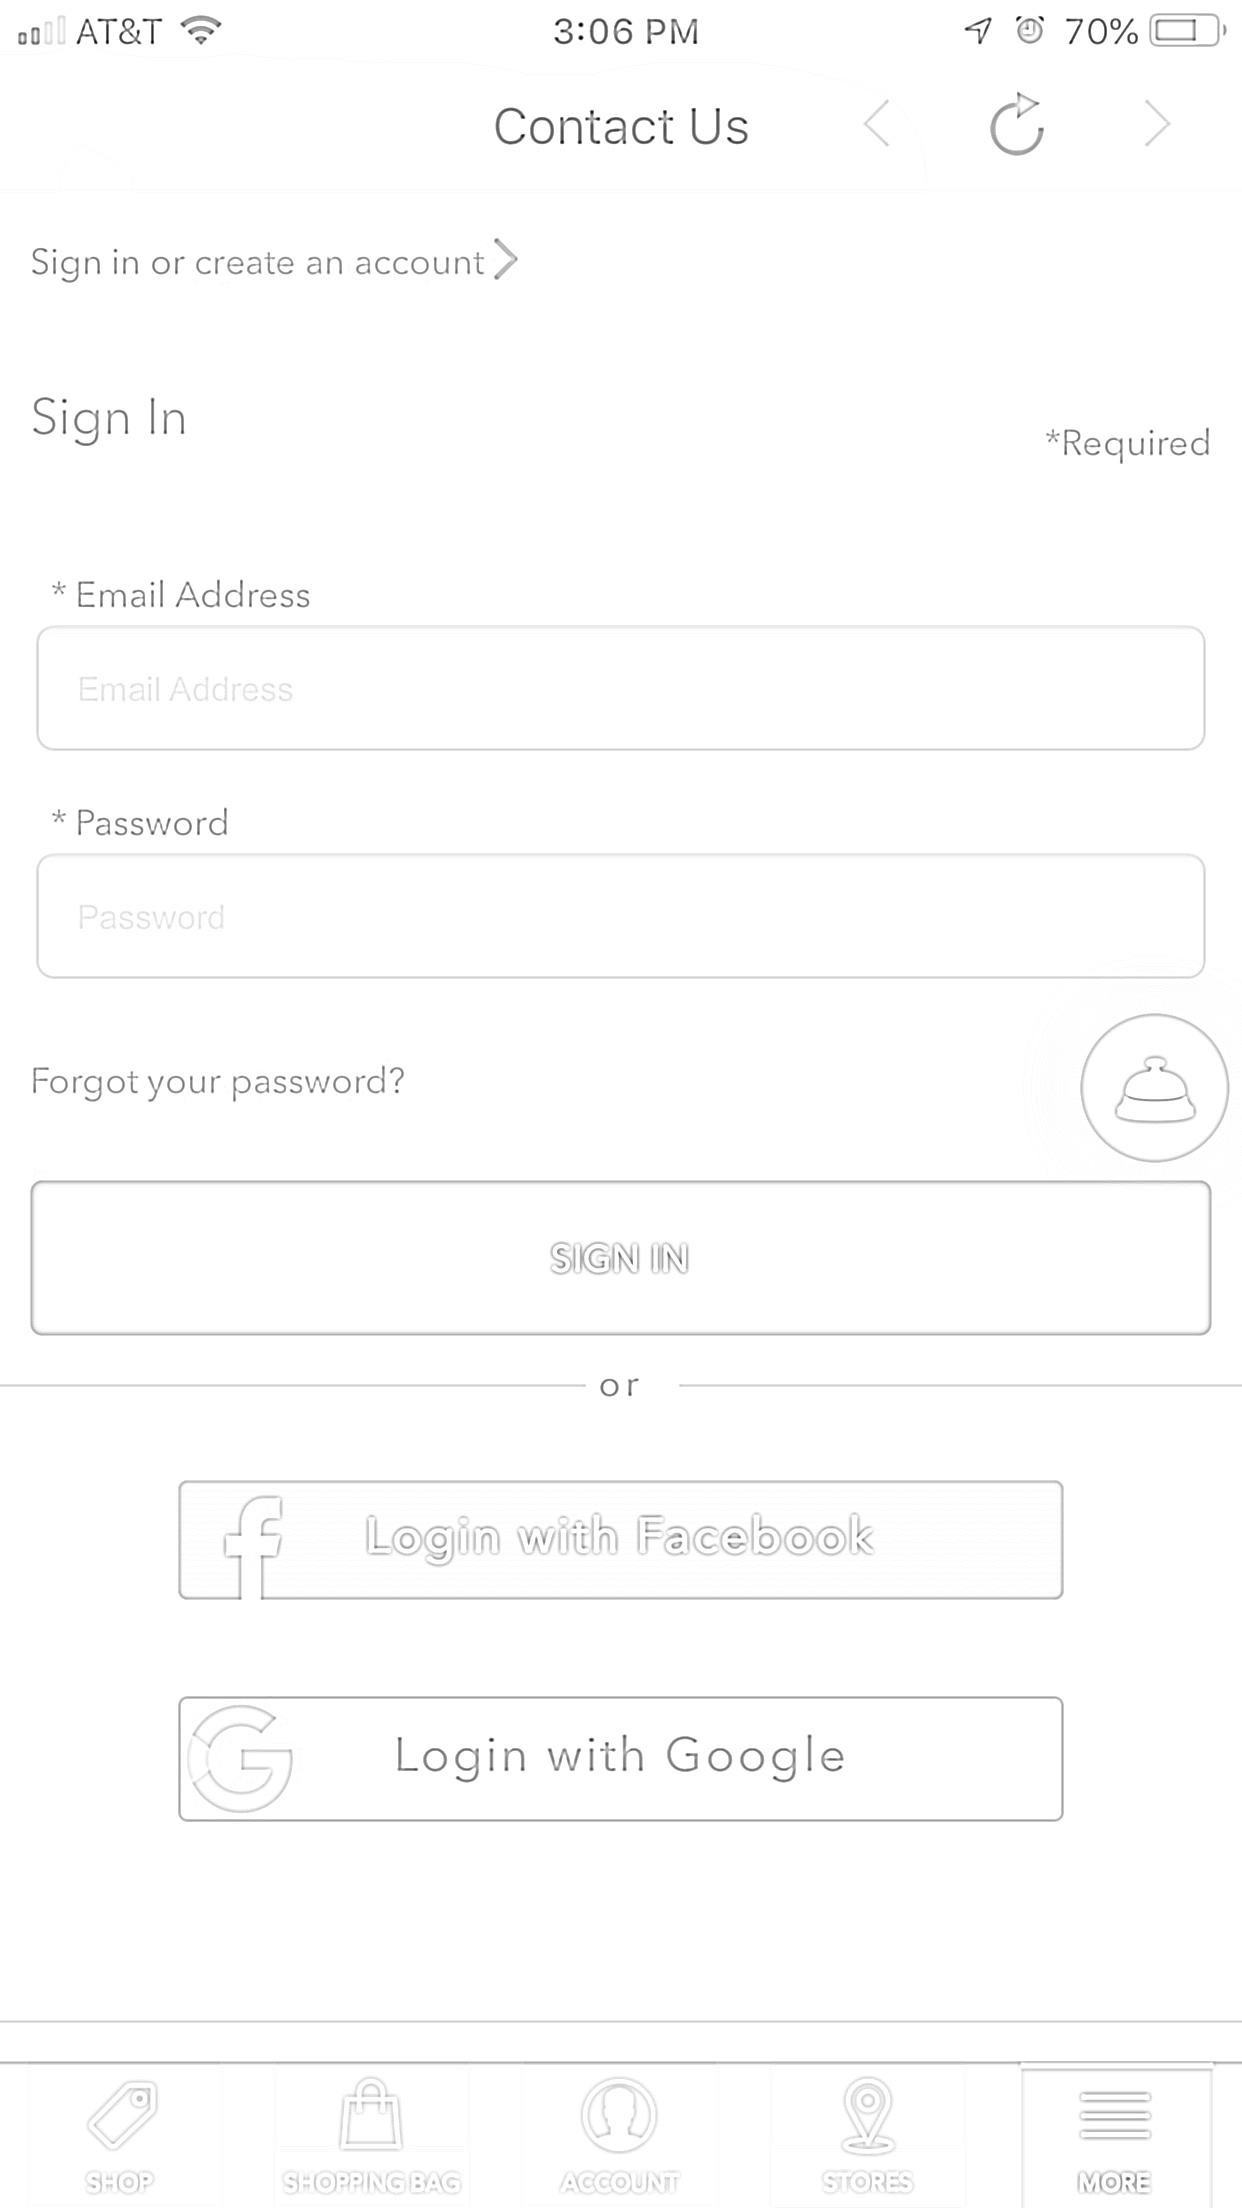 AT&T 3:06 PM 70%
Contact Us
Sign in or create an account
Sign In
*Required
* Email Address
Email Address
* Password
Password
Forgot your password?
SIGN IN
or
Login with Facebook
Login with Google
SHOP SHOPPING BAG ACCOUNT STORES MORE